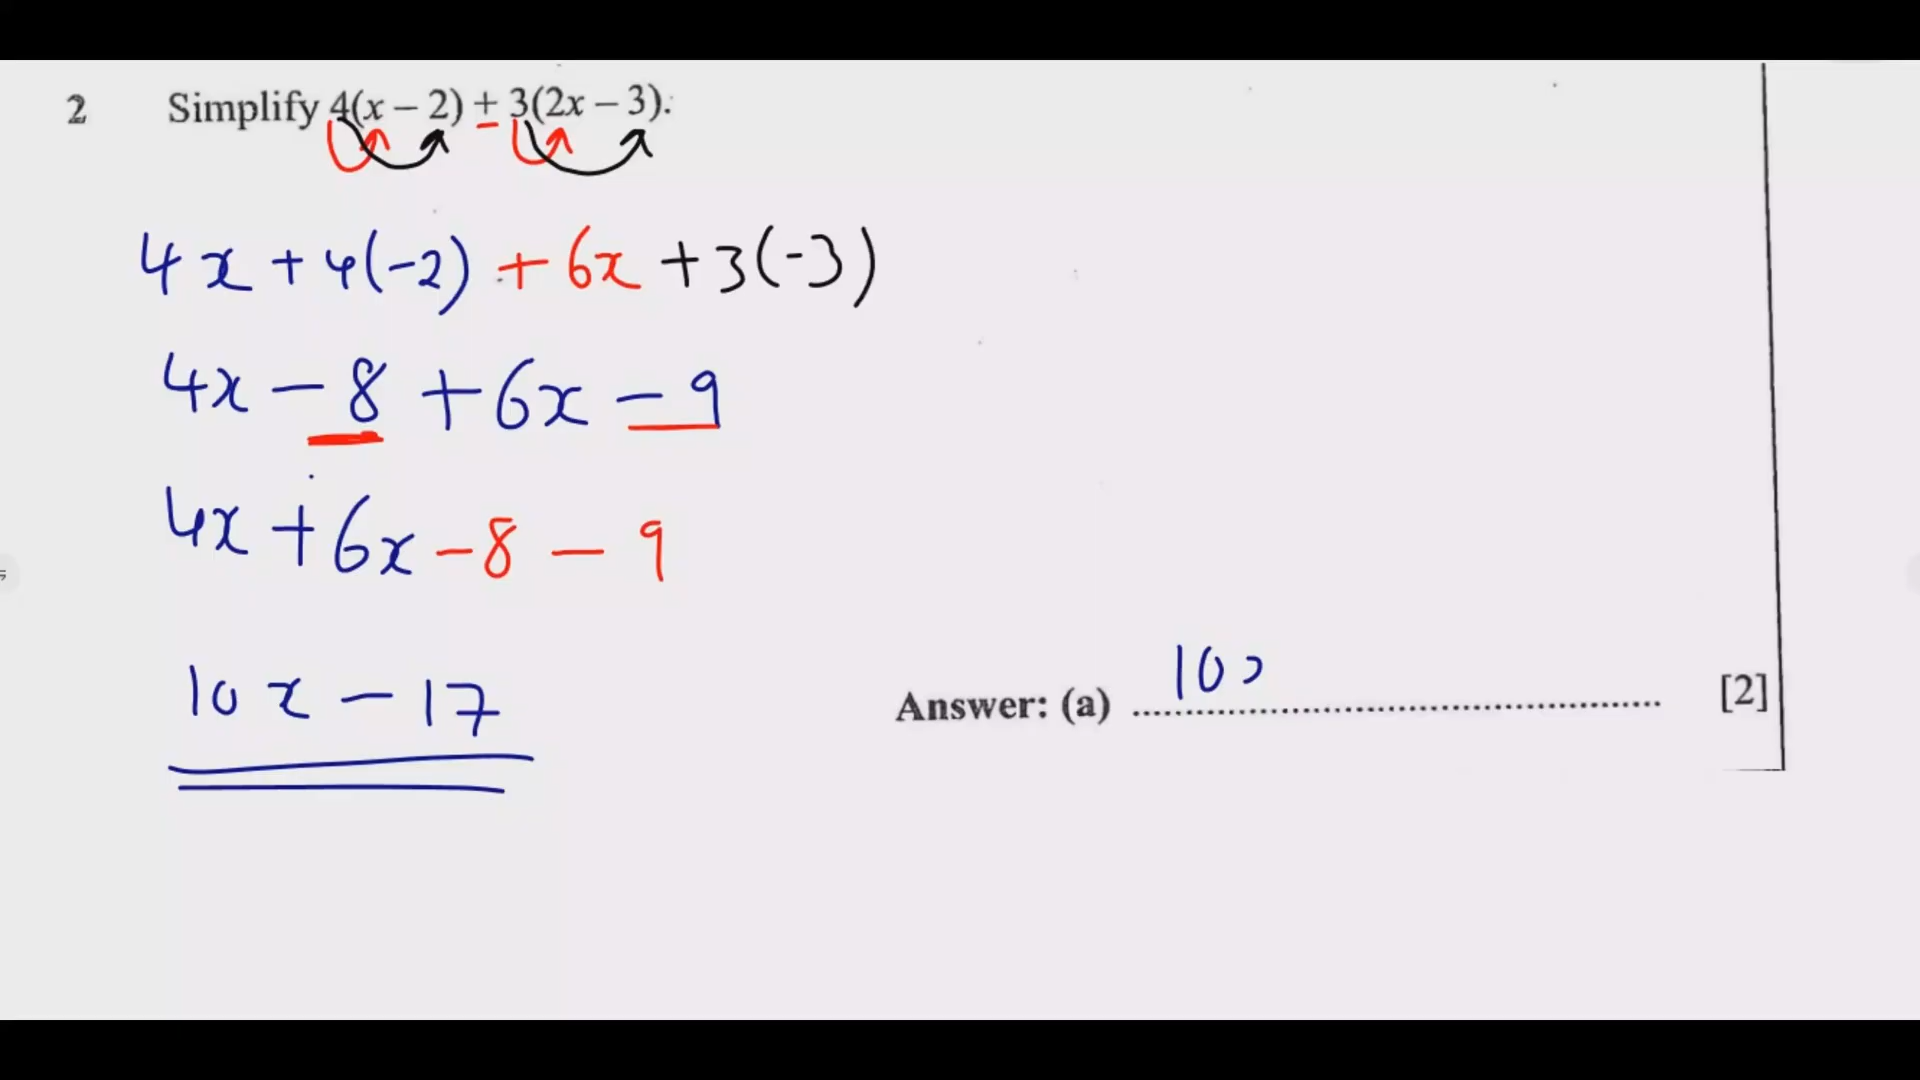 2 Simplify 4(x – 2) + 3(2x – 3).
4x + 4(-2) + 6x + 3(-3)
4x - 8 + 6x - 9
4x + 6x - 8 - 9
10x - 17
Answer: (a) 10 [2]